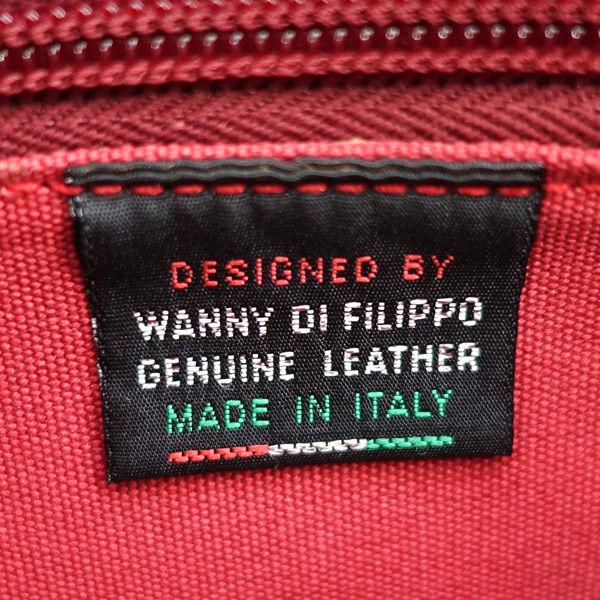 DESIGNED BY
WANNY DI FILIPPO
GENUINE LEATHER
MADE IN ITALY